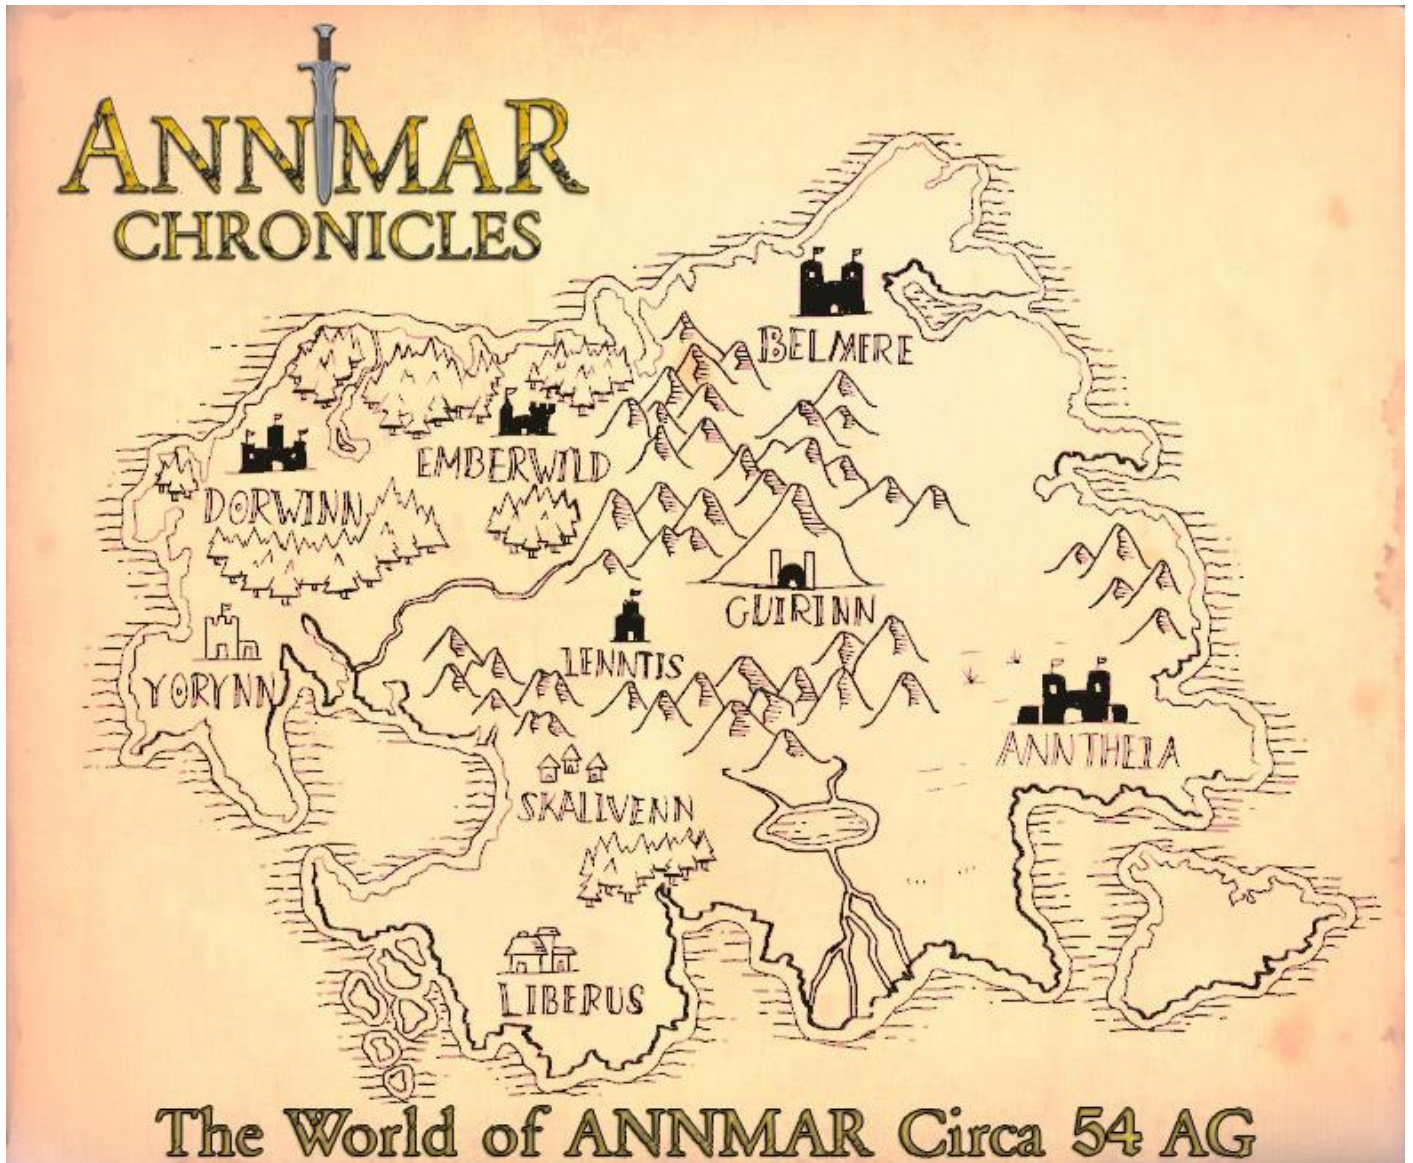 ANNMAR
CHRONICLES
BELMERE
EMBERWILD
DORWINN
GUIRINN
YORYNN
LENNTIS
ANNTHEIA
SKALIVENN
LIBERUS
The World of ANNMAR Circa 54 AG